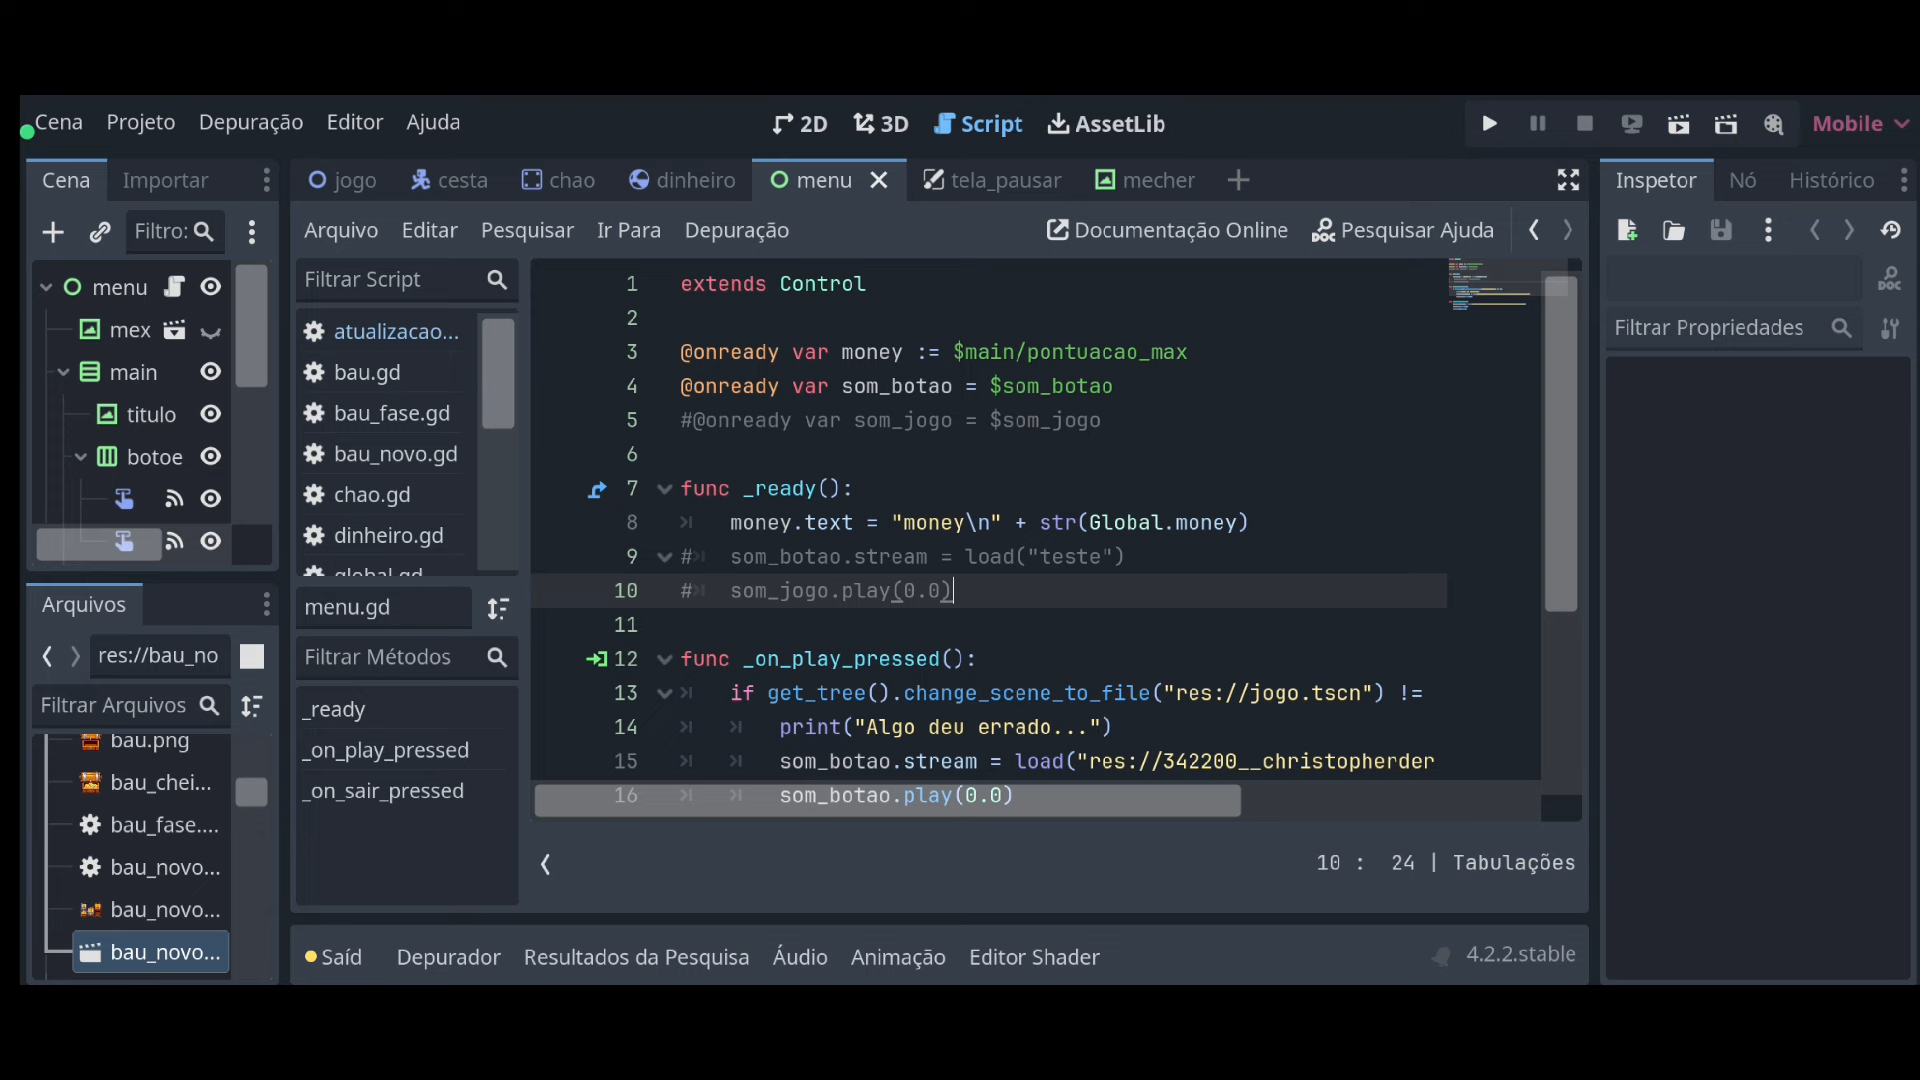 Cena Projeto Depuração Editor Ajuda
2D 3D Script AssetLib
Mobile
Cena Importar
jogo cesta chao dinheiro menu tela_pausar mecher
Inspetor Nó Histórico
Filtro:
Arquivo Editar Pesquisar Ir Para Depuração
Documentação Online Pesquisar Ajuda
Filtrar Script
Filtrar Propriedades
menu
mex
main
titulo
botoe
atualizacao...
bau.gd
bau_fase.gd
bau_novo.gd
chao.gd
dinheiro.gd
global.gd
menu.gd
Filtrar Métodos
_ready
_on_play_pressed
_on_sair_pressed
1 extends Control
2
3 @onready var money := $main/pontuacao_max
4 @onready var som_botao = $som_botao
5 #@onready var som_jogo = $som_jogo
6
7 func _ready():
8 money.text = "money\n" + str(Global.money)
9 # som_botao.stream = load("teste")
10 # som_jogo.play(0.0)
11
12 func _on_play_pressed():
13 if get_tree().change_scene_to_file("res://jogo.tscn") !=
14 print("Algo deu errado...")
15 som_botao.stream = load("res://342200__christopherder
16 som_botao.play(0.0)
10 : 24 | Tabulações
Arquivos
res://bau_no
Filtrar Arquivos
bau.png
bau_chei...
bau_fase....
bau_novo...
bau_novo...
bau_novo...
Saíd Depurador Resultados da Pesquisa Áudio Animação Editor Shader
4.2.2.stable